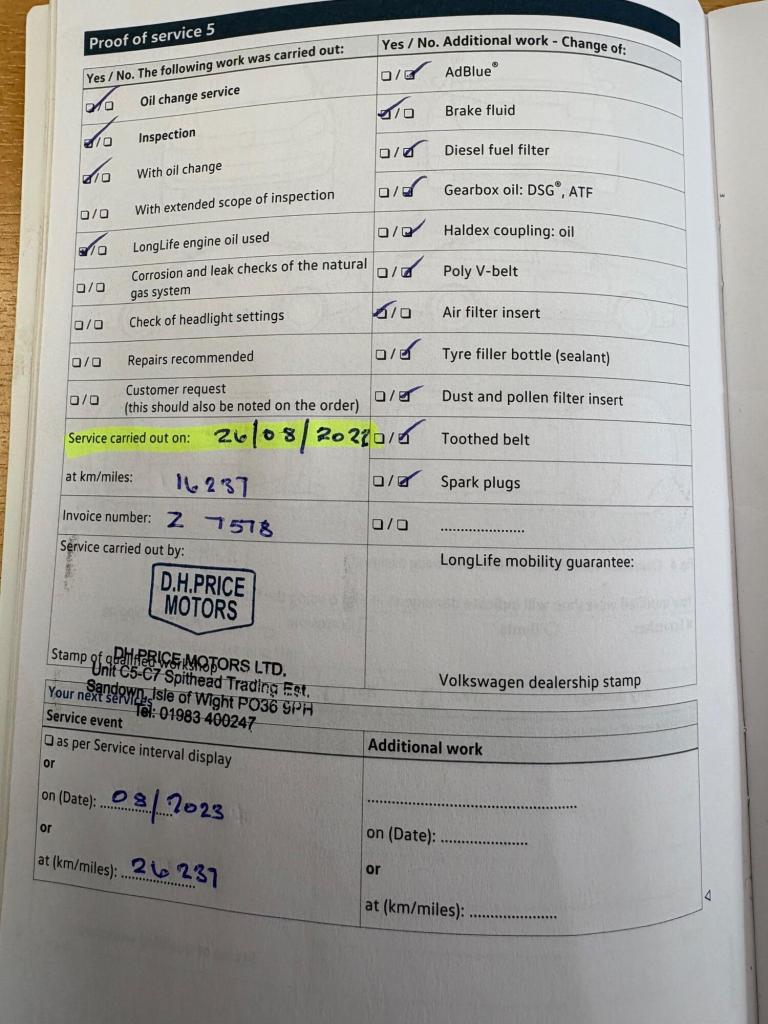 Proof of service 5
Yes / No. The following work was carried out:
Oil change service
Inspection
With oil change
With extended scope of inspection
LongLife engine oil used
Corrosion and leak checks of the natural
gas system
Check of headlight settings
Repairs recommended
Customer request
(this should also be noted on the order)
Service carried out on: 26/08/2022
at km/miles: 16237
Invoice number: Z 7578
Service carried out by:
D.H.PRICE
MOTORS
Stamp of qualified workshop
DH PRICE MOTORS LTD.
Unit C5-C7 Spithead Trading Est,
Sandown, Isle of Wight PO36 9PH
Tel: 01983 400247
Yes / No. Additional work - Change of:
AdBlue®
Brake fluid
Diesel fuel filter
Gearbox oil: DSG®, ATF
Haldex coupling: oil
Poly V-belt
Air filter insert
Tyre filler bottle (sealant)
Dust and pollen filter insert
Toothed belt
Spark plugs
LongLife mobility guarantee:
Volkswagen dealership stamp
Your next services
Service event
as per Service interval display
or
on (Date): 08/2023
or
at (km/miles): 26237
Additional work
on (Date):
or
at (km/miles):